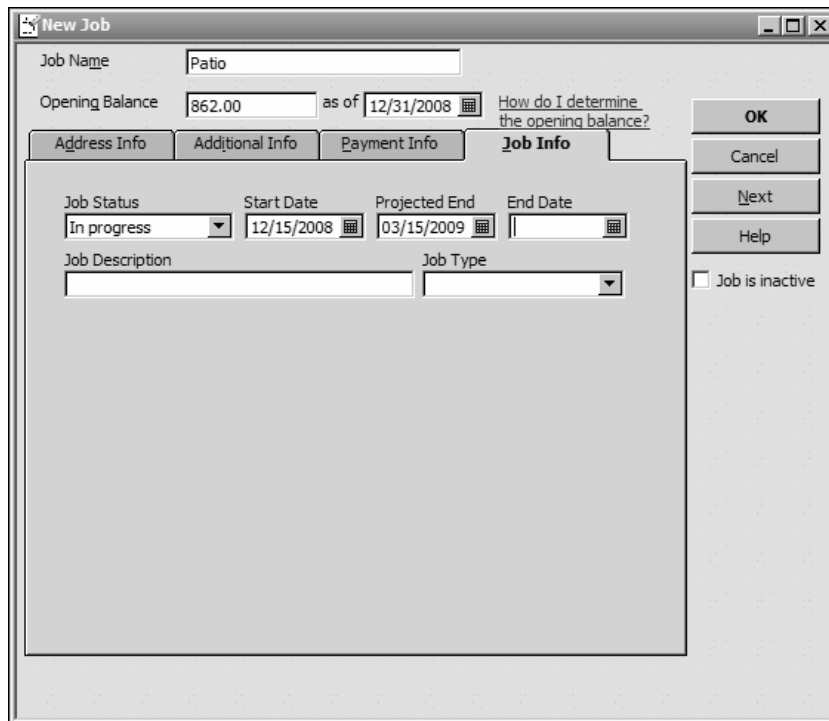 New Job
Job Name Patio
Opening Balance 862.00 as of 12/31/2008 How do I determine
the opening balance?
OK
Address Info Additional Info Payment Info Job Info
Cancel
Job Status Start Date Projected End End Date
Next
In progress 12/15/2008 03/15/2009
Help
Job Description Job Type
Job is inactive